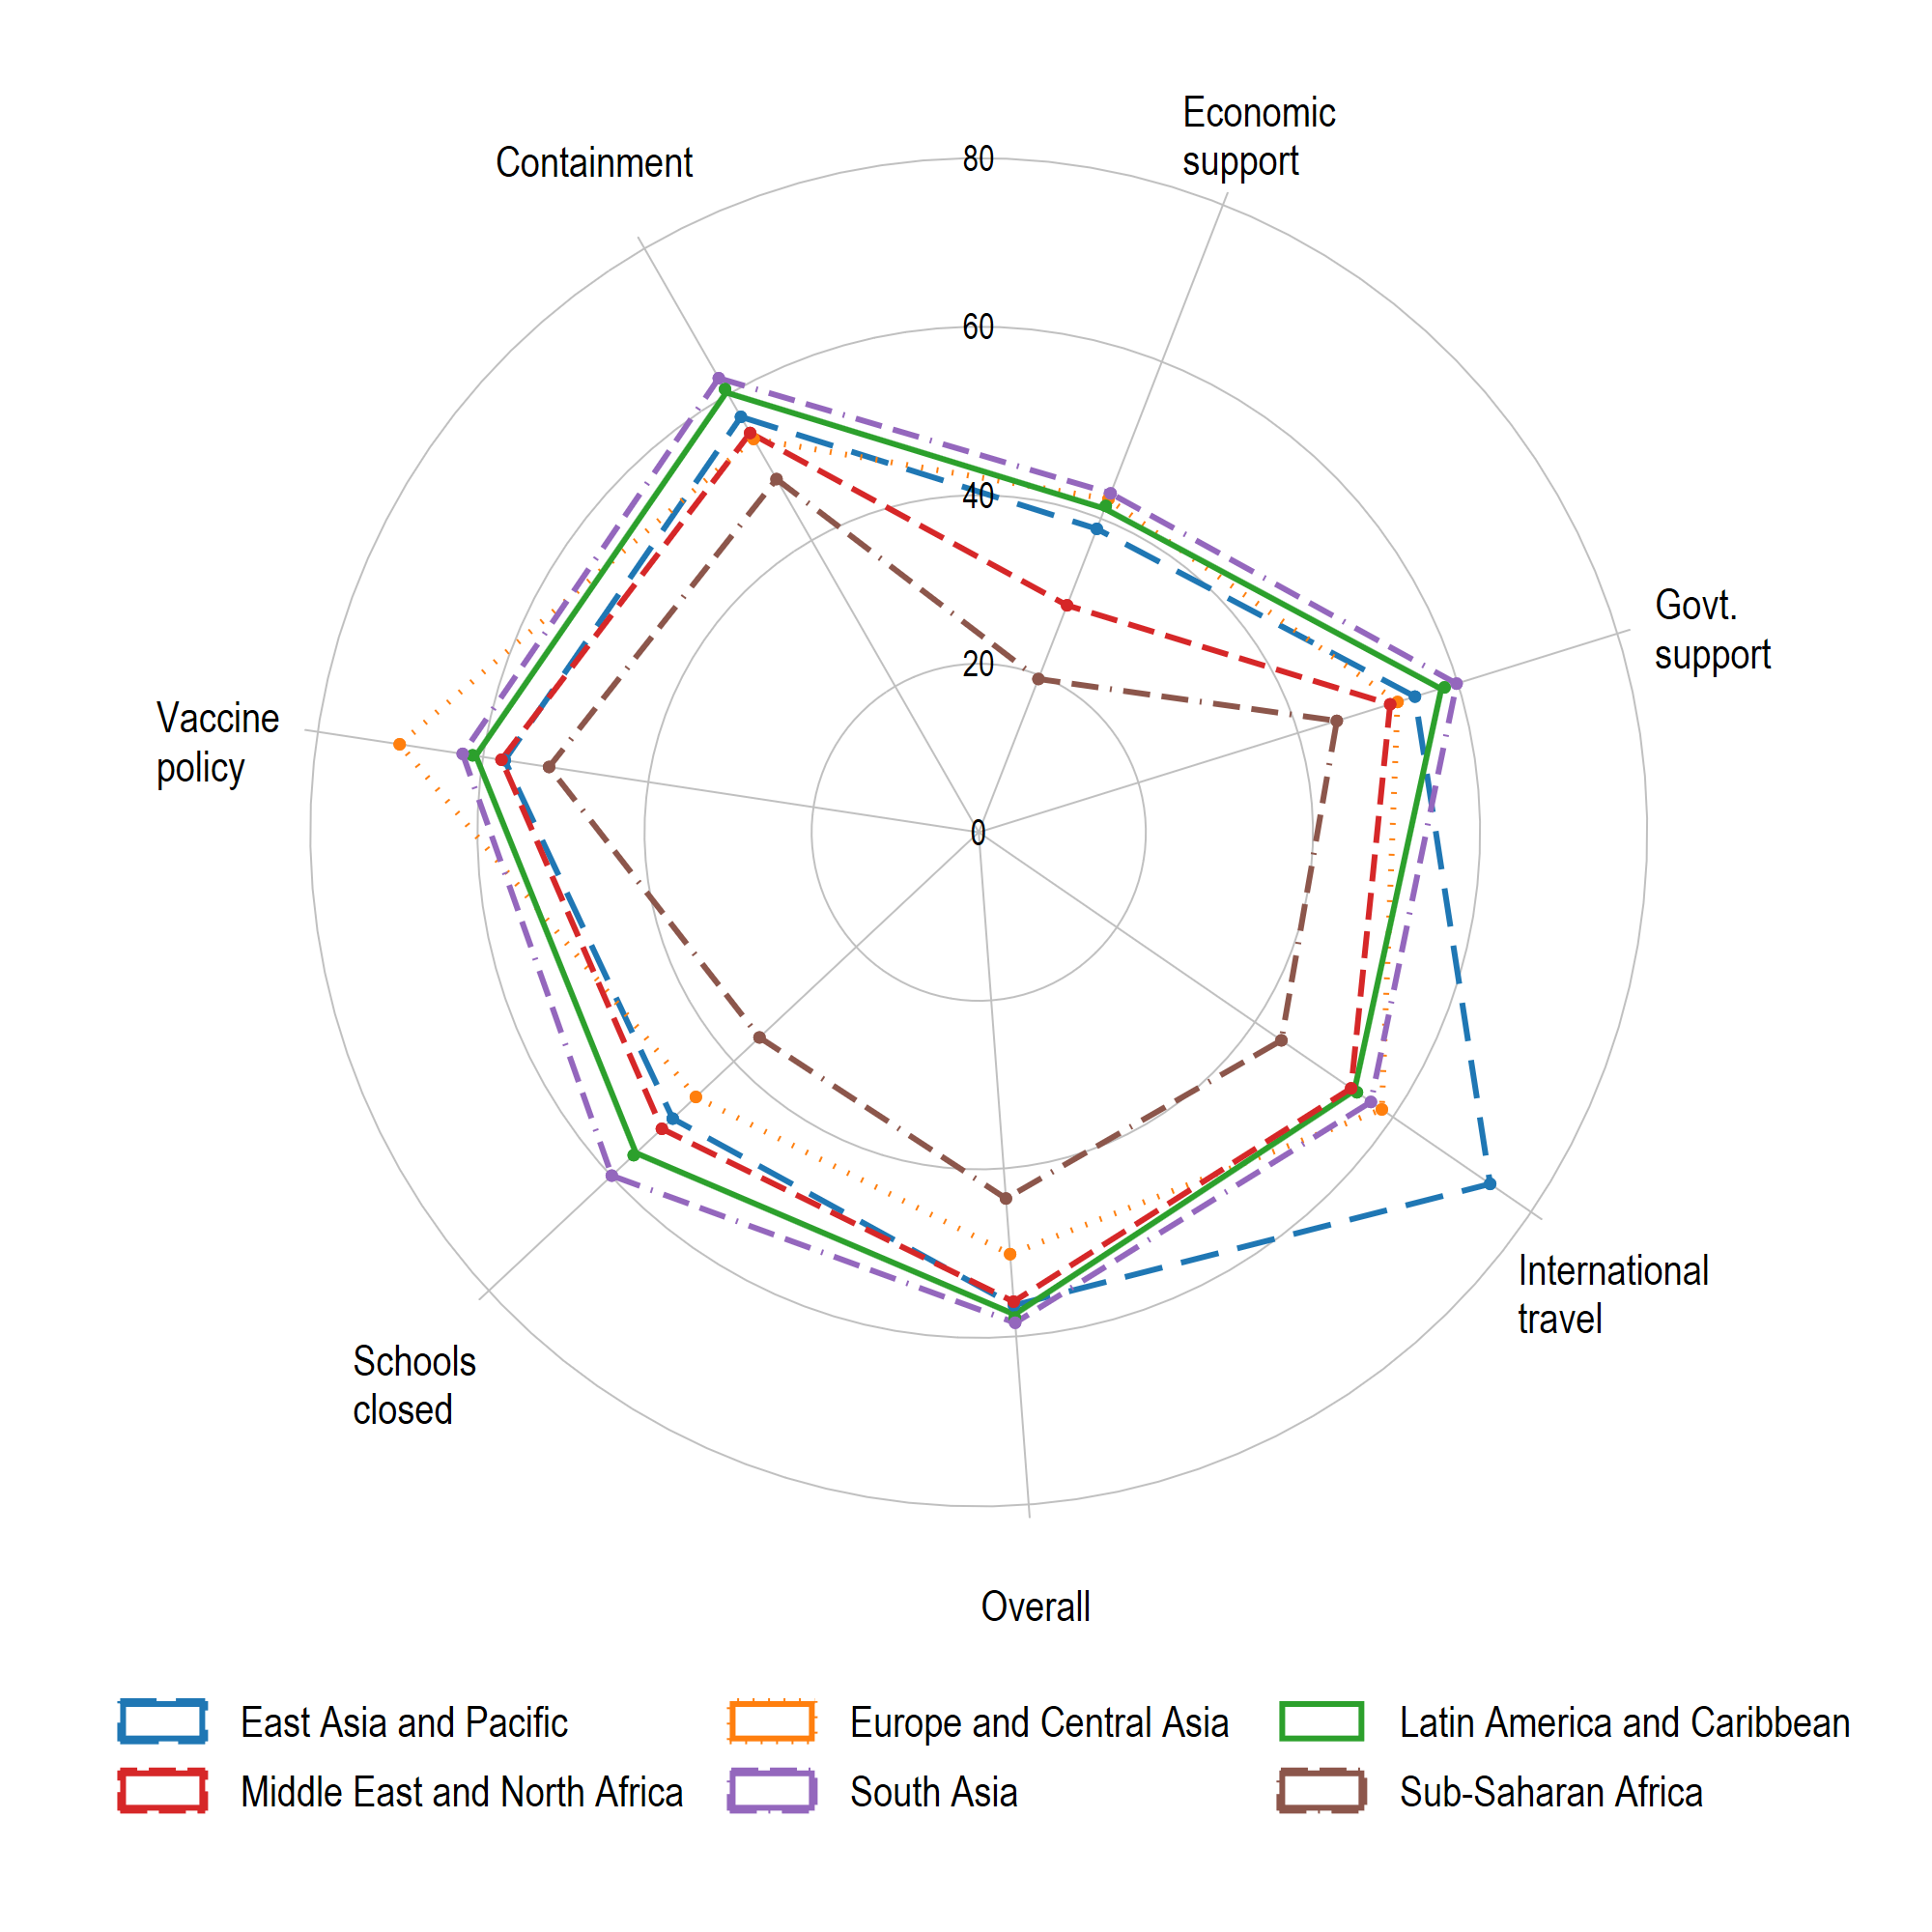 Economic
support
Containment
80
60
40
20
0
Govt.
support
Vaccine
policy
International
travel
Schools
closed
Overall
East Asia and Pacific
Europe and Central Asia
Latin America and Caribbean
Middle East and North Africa
South Asia
Sub-Saharan Africa